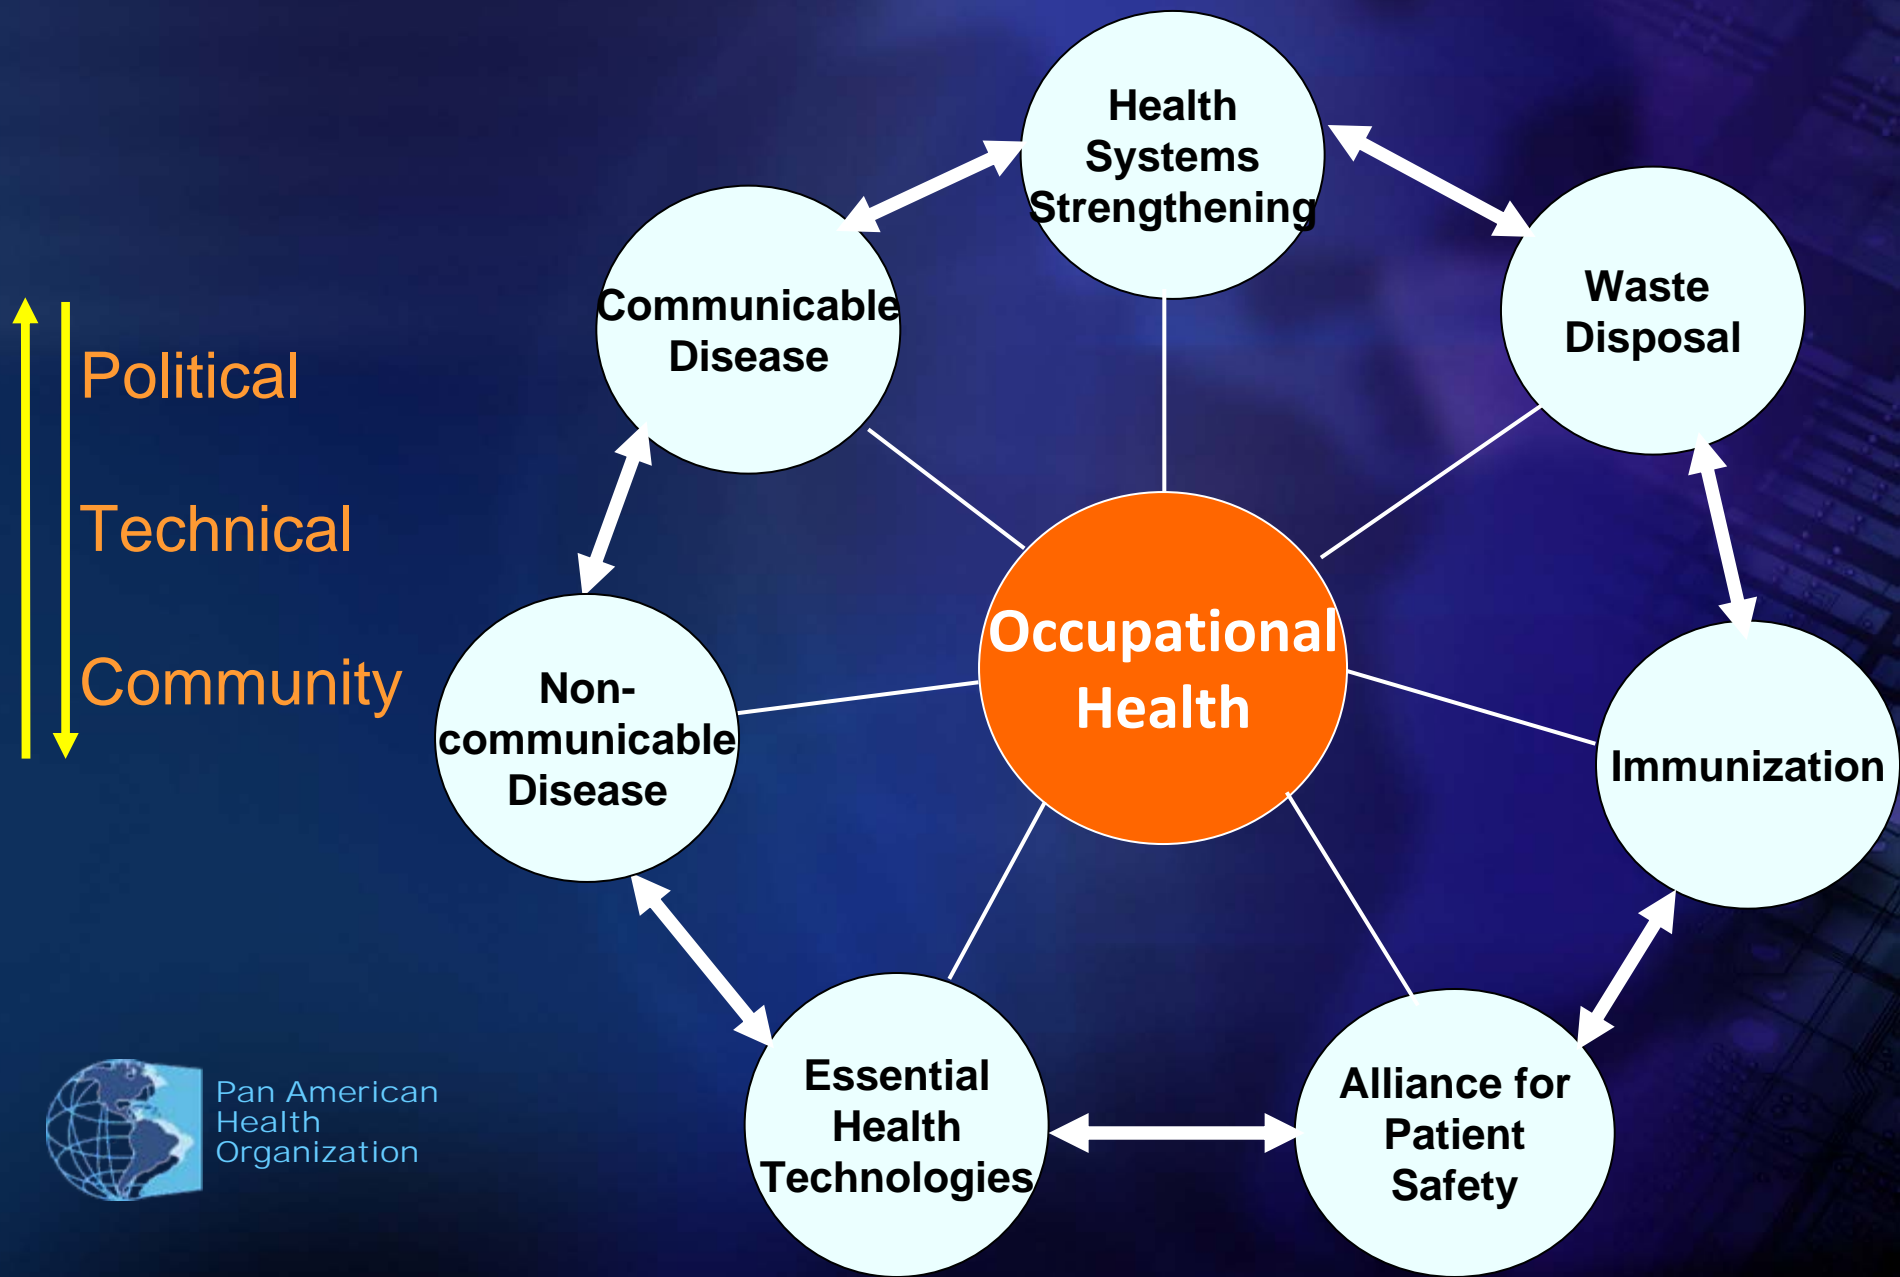 Health
Systems
Strengthening
Communicable
Disease
Waste
Disposal
Political
Technical
Community
Occupational
Health
Non-
communicable
Disease
Immunization
Essential
Health
Technologies
Alliance for
Patient
Safety
Pan American
Health
Organization